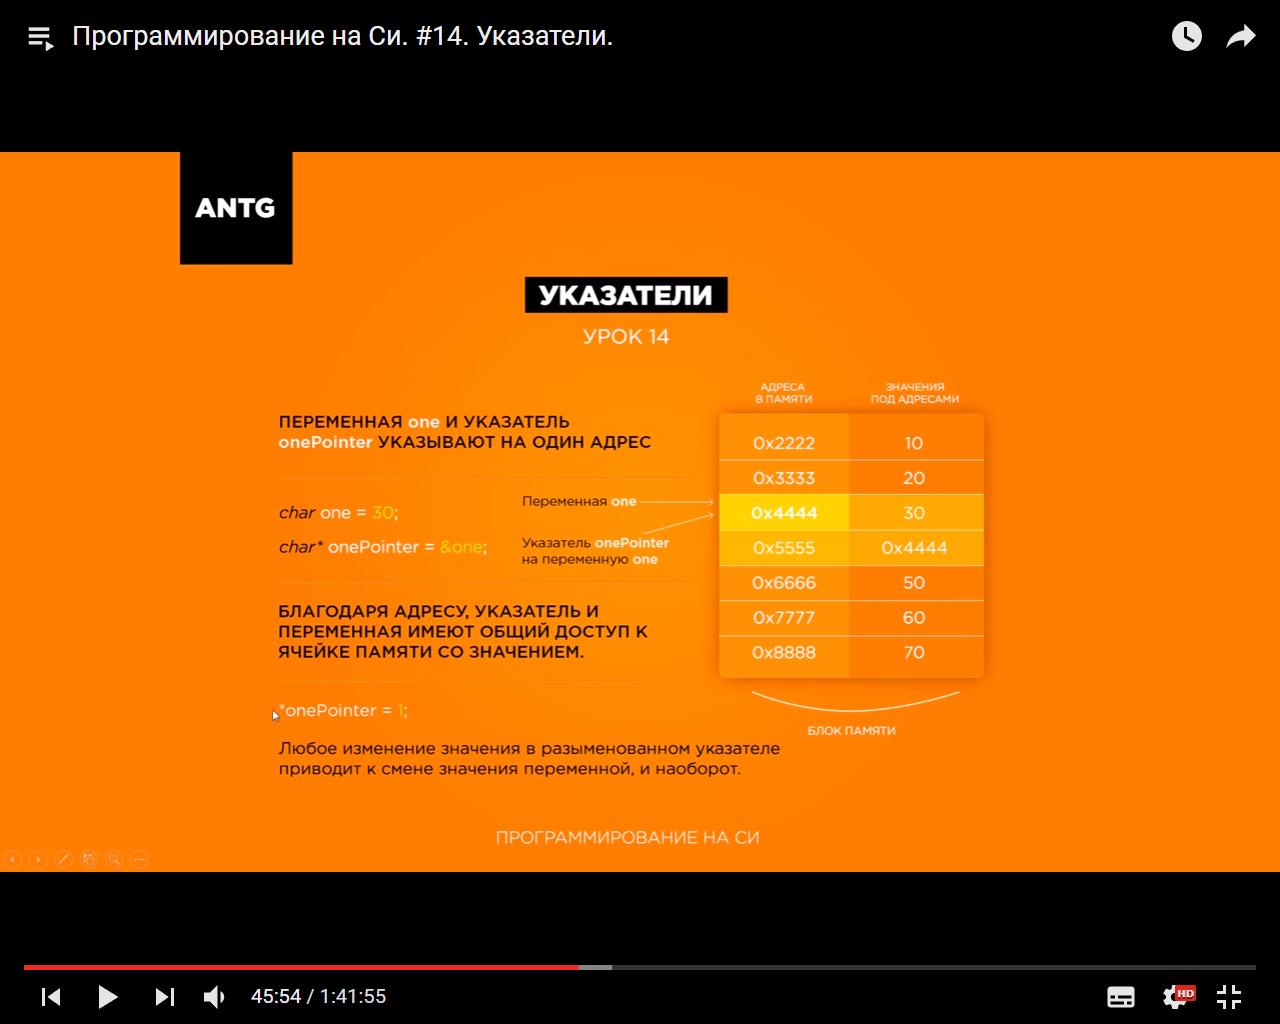 Программирование на Си. #14. Указатели.
ANTG
УКАЗАТЕЛИ
УРОК 14
АДРЕСА
В ПАМЯТИ
ЗНАЧЕНИЯ
ПОД АДРЕСАМИ
ПЕРЕМЕННАЯ one И УКАЗАТЕЛЬ
onePointer УКАЗЫВАЮТ НА ОДИН АДРЕС
char one = 30;
char* onePointer = &one;
Переменная one
Указатель onePointer
на переменную one
0x2222 10
0x3333 20
0x4444 30
0x5555 0x4444
0x6666 50
0x7777 60
0x8888 70
БЛОК ПАМЯТИ
БЛАГОДАРЯ АДРЕСУ, УКАЗАТЕЛЬ И
ПЕРЕМЕННАЯ ИМЕЮТ ОБЩИЙ ДОСТУП К
ЯЧЕЙКЕ ПАМЯТИ СО ЗНАЧЕНИЕМ.
*onePointer = 1;
Любое изменение значения в разыменованном указателе
приводит к смене значения переменной, и наоборот.
ПРОГРАММИРОВАНИЕ НА СИ
45:54 / 1:41:55
HD